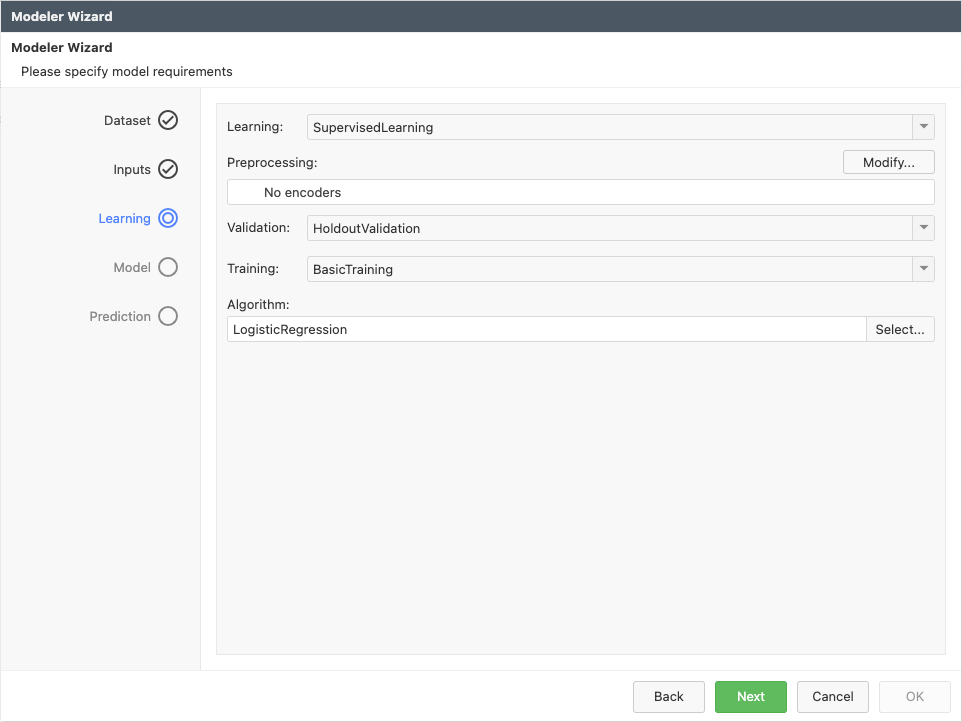 Modeler Wizard
Modeler Wizard
Please specify model requirements
Dataset
Inputs
Learning
Model
Prediction
Learning: SupervisedLearning
Preprocessing: Modify...
No encoders
Validation: HoldoutValidation
Training: BasicTraining
Algorithm:
LogisticRegression Select...
Back Next Cancel OK